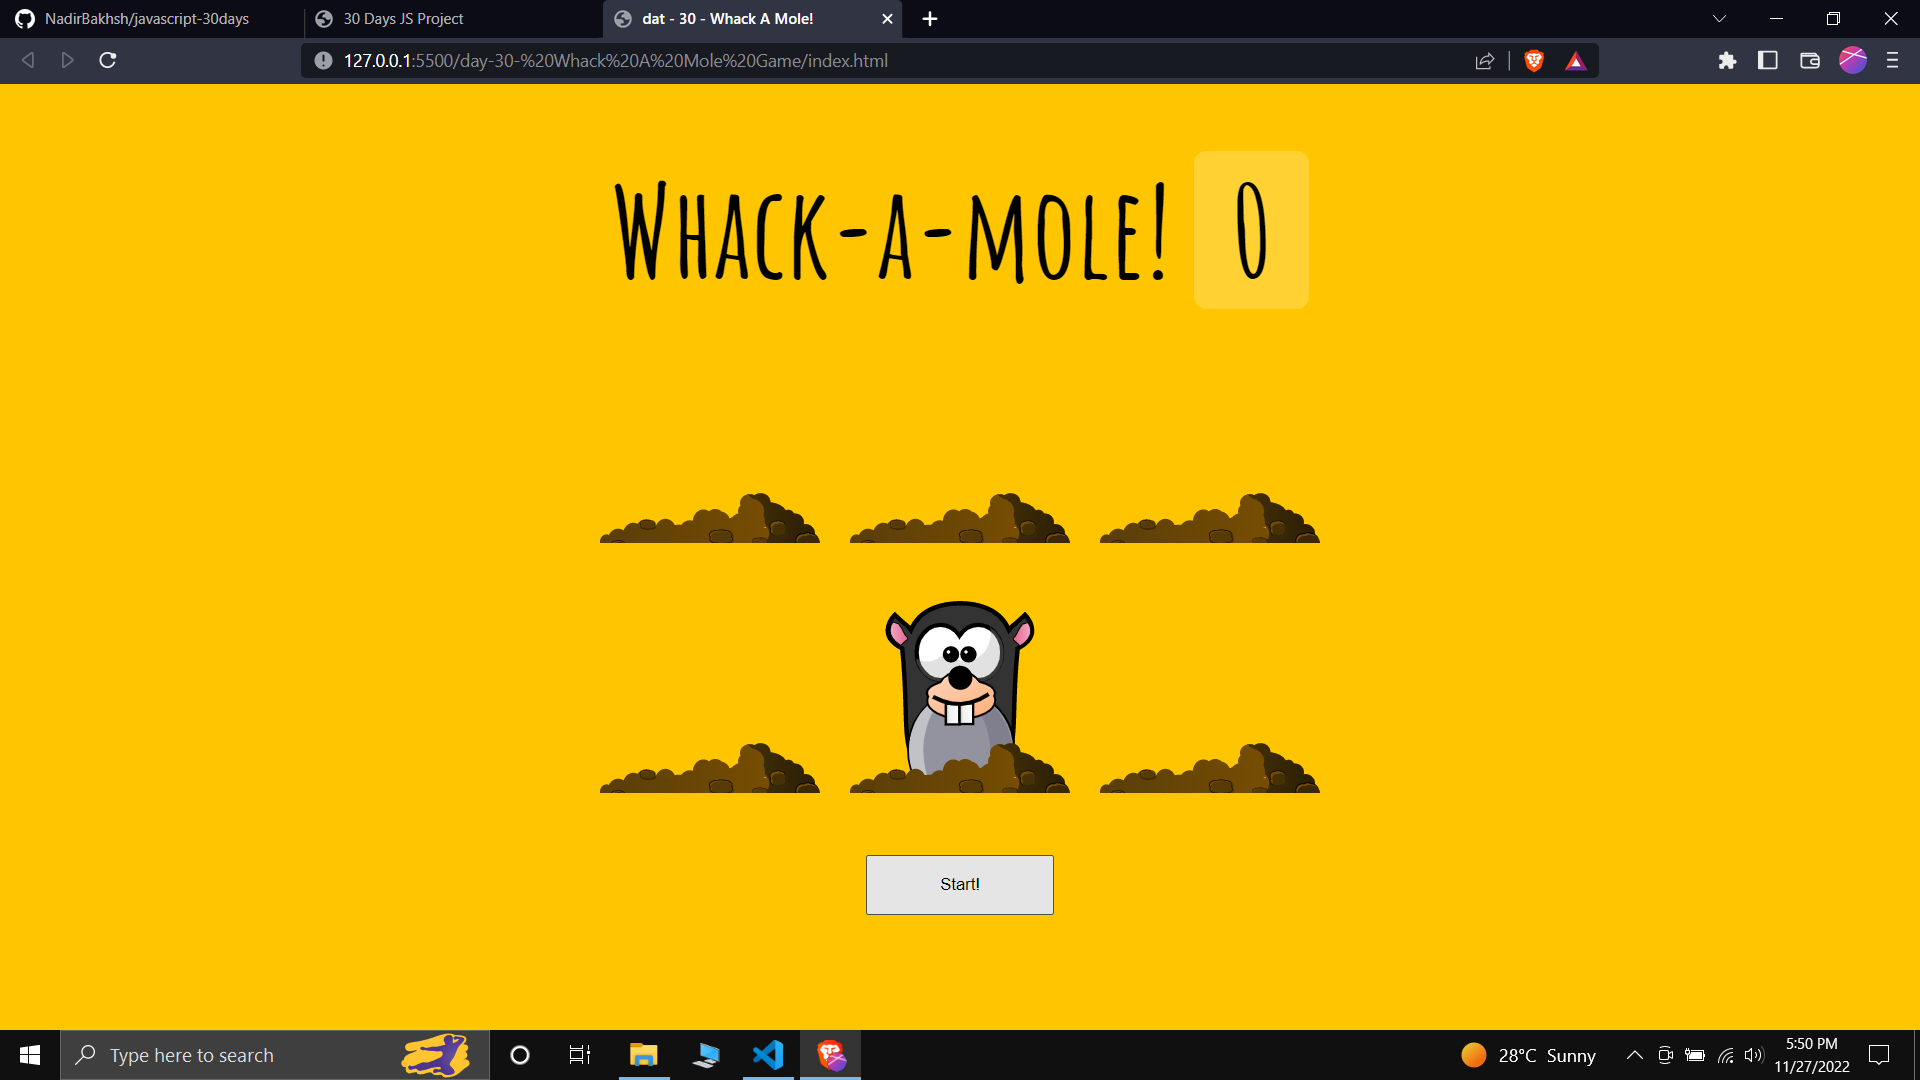 NadirBakhsh/javascript-30days
30 Days JS Project
dat - 30 - Whack A Mole!
127.0.0.1:5500/day-30-%20Whack%20A%20Mole%20Game/index.html
Whack-a-mole! 0
Start!
Type here to search
28°C Sunny
5:50 PM
11/27/2022